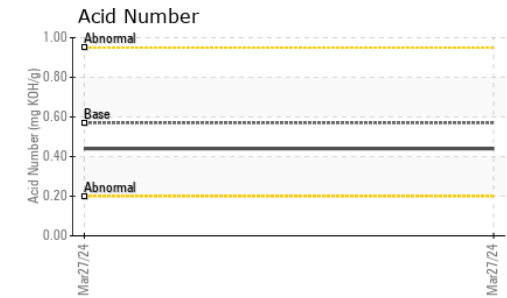 Acid Number
Acid Number (mg KOH/g)
1.00
0.80
0.60
0.40
0.20
0.00
Abnormal
Base
Abnormal
Mar27/24
Mar27/24